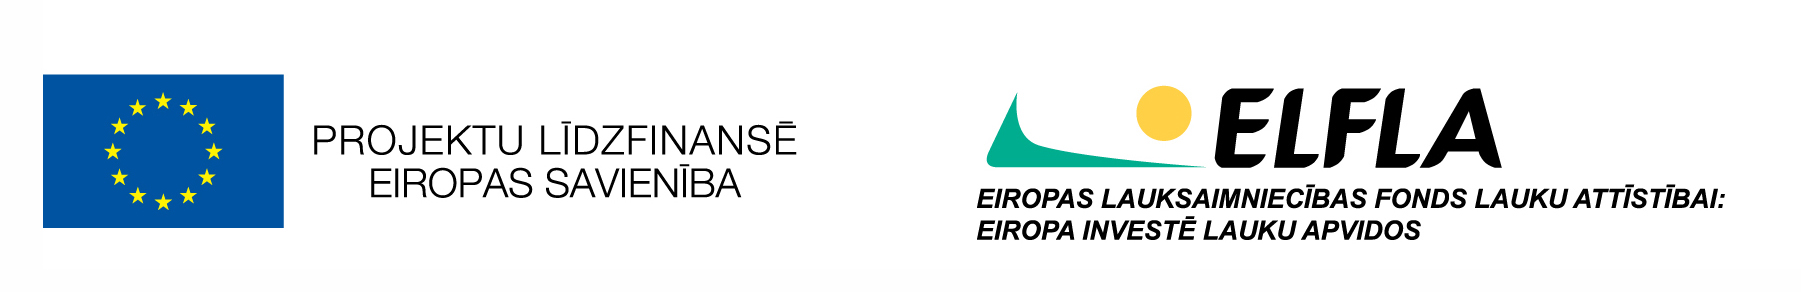 PROJEKTU LĪDZFINANSĒ
EIROPAS SAVIENĪBA
ELFLA
EIROPAS LAUKSAIMNIECĪBAS FONDS LAUKU ATTĪSTĪBAI:
EIROPA INVESTĒ LAUKU APVIDOS